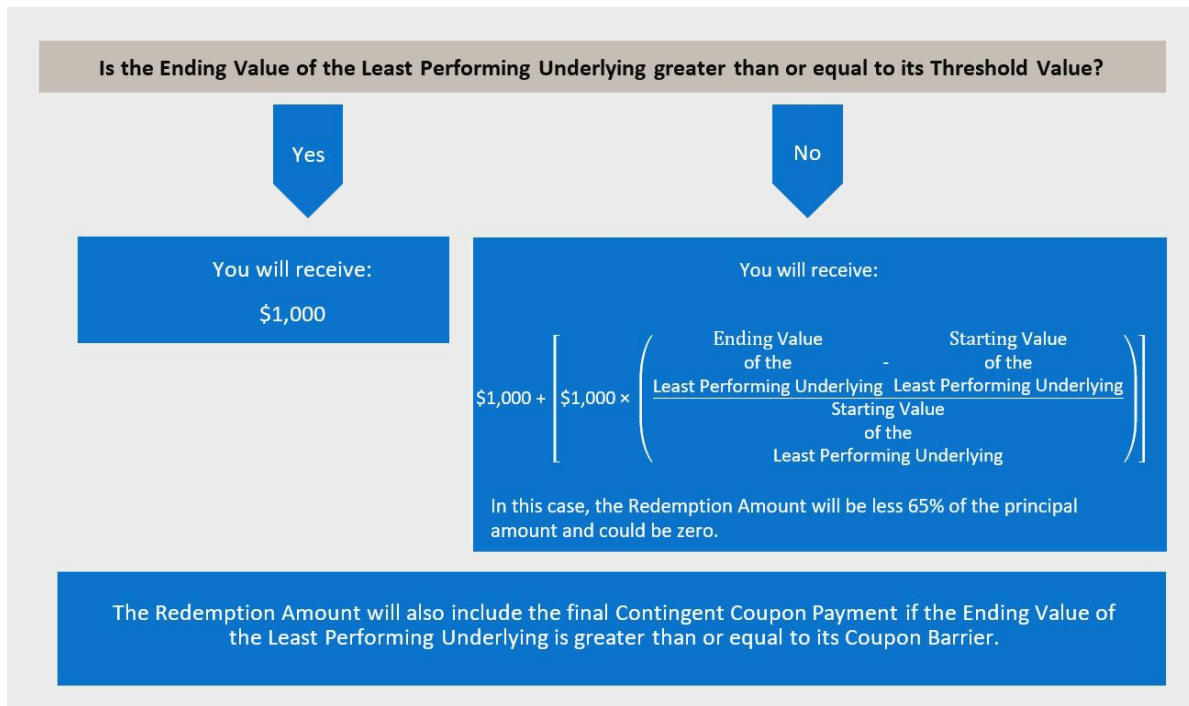 Is the Ending Value of the Least Performing Underlying greater than or equal to its Threshold Value?
Yes
No
You will receive:
$1,000
You will receive:
Ending Value Starting Value
of the - of the
Least Performing Underlying Least Performing Underlying
$1,000 + [ $1,000 × ( ) ]
Starting Value
of the
Least Performing Underlying
In this case, the Redemption Amount will be less 65% of the principal
amount and could be zero.
The Redemption Amount will also include the final Contingent Coupon Payment if the Ending Value of
the Least Performing Underlying is greater than or equal to its Coupon Barrier.